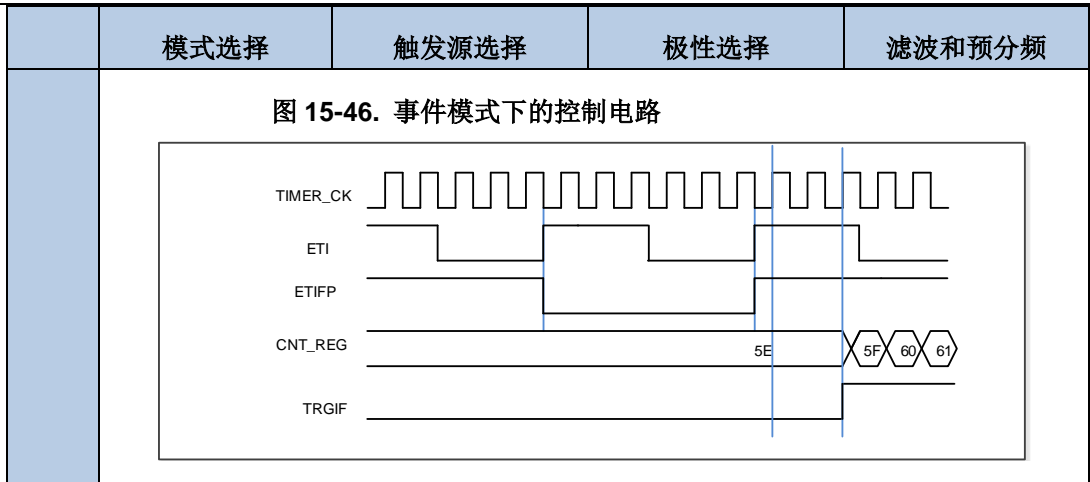 模式选择 触发源选择 极性选择 滤波和预分频
图 15-46. 事件模式下的控制电路
TIMER_CK
ETI
ETIFP
CNT_REG 5E 5F 60 61
TRGIF